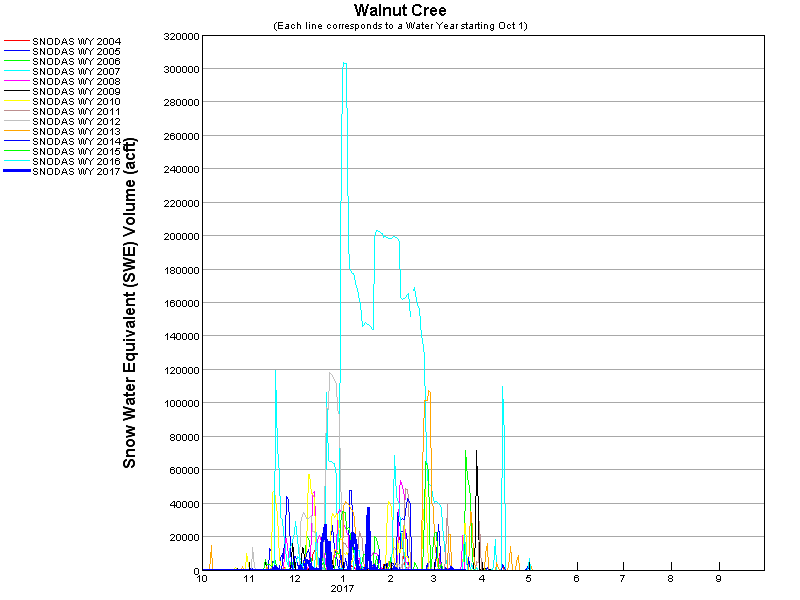 Walnut Cree
(Each line corresponds to a Water Year starting Oct 1)
SNODAS WY 2004
SNODAS WY 2005
SNODAS WY 2006
SNODAS WY 2007
SNODAS WY 2008
SNODAS WY 2009
SNODAS WY 2010
SNODAS WY 2011
SNODAS WY 2012
SNODAS WY 2013
SNODAS WY 2014
SNODAS WY 2015
SNODAS WY 2016
SNODAS WY 2017
Snow Water Equivalent (SWE) Volume (acft)
320000
300000
280000
260000
240000
220000
200000
180000
160000
140000
120000
100000
80000
60000
40000
20000
0
10 11 12 1 2 3 4 5 6 7 8 9
2017